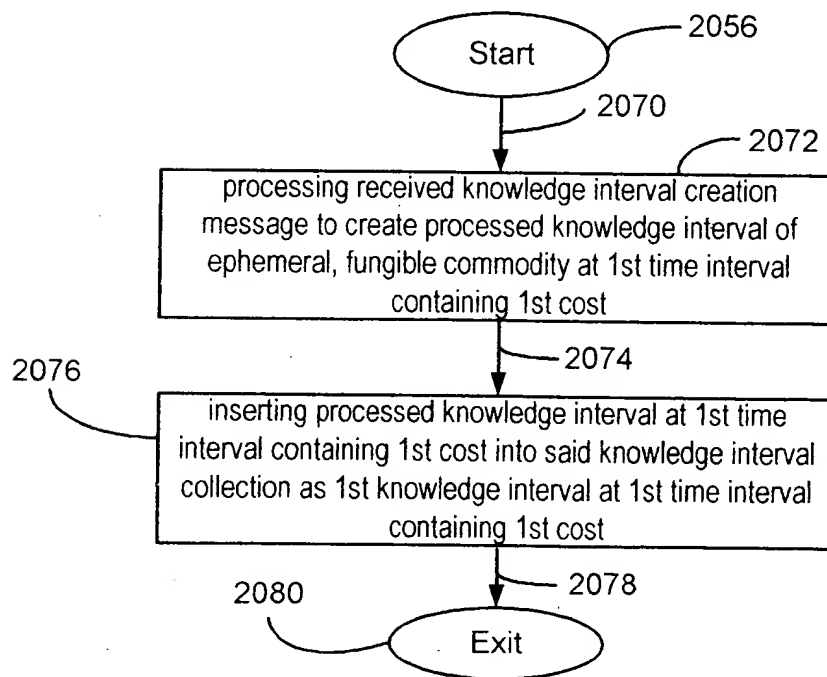 2056
Start
2070
2072
processing received knowledge interval creation
message to create processed knowledge interval of
ephemeral, fungible commodity at 1st time interval
containing 1st cost
2074
2076
inserting processed knowledge interval at 1st time
interval containing 1st cost into said knowledge interval
collection as 1st knowledge interval at 1st time interval
containing 1st cost
2078
2080
Exit